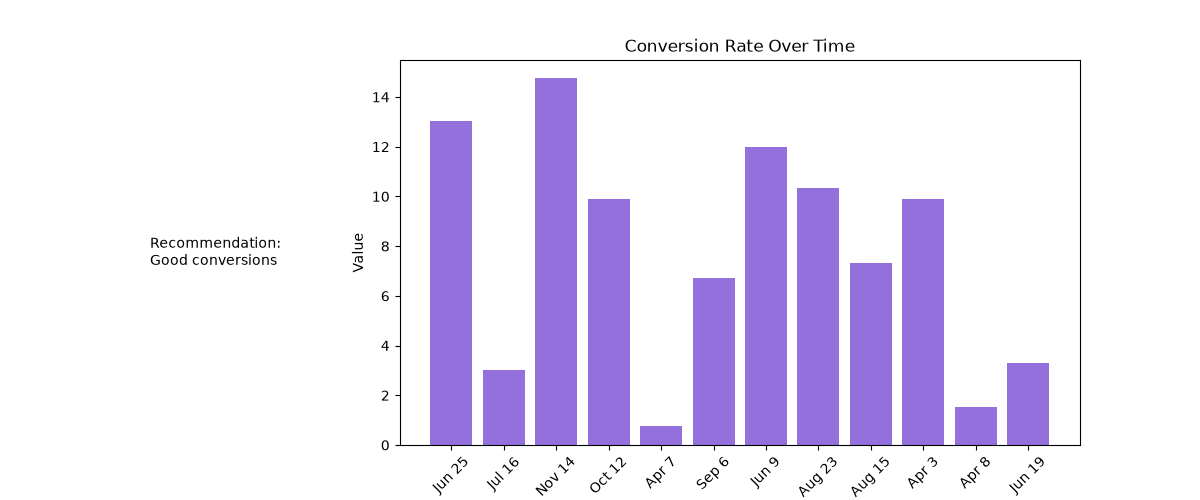 Conversion Rate Over Time
Recommendation:
Good conversions
Value
14
12
10
8
6
4
2
0
Jun 25
Jul 16
Nov 14
Oct 12
Apr 7
Sep 6
Jun 9
Aug 23
Aug 15
Apr 3
Apr 8
Jun 19